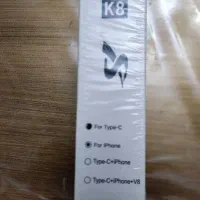 K8
For Type-C
For iPhone
Type-C+iPhone
Type-C+iPhone+V8